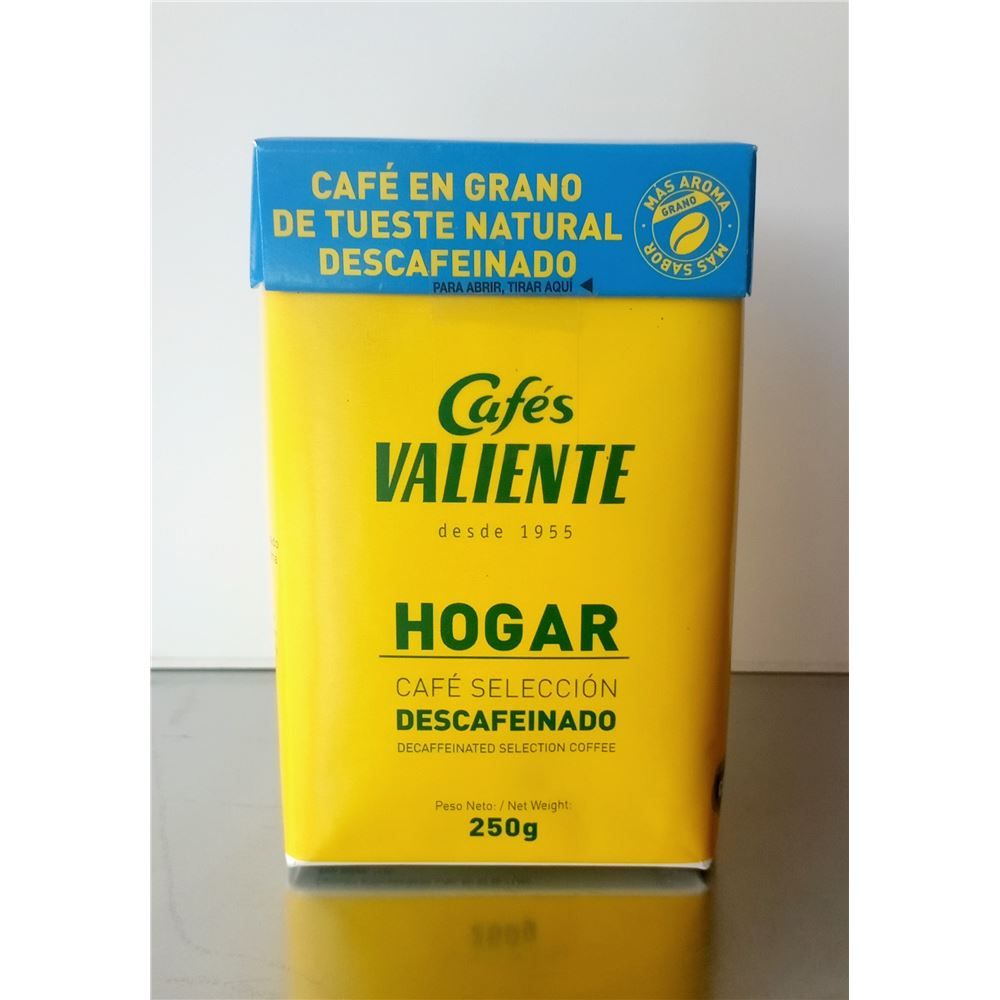 CAFÉ EN GRANO
DE TUESTE NATURAL
DESCAFEINADO
MÁS AROMA
GRANO
MÁS SABOR
PARA ABRIR, TIRAR AQUÍ
Cafés
VALIENTE
desde 1955
HOGAR
CAFÉ SELECCIÓN
DESCAFEINADO
DECAFFEINATED SELECTION COFFEE
Peso Neto: / Net Weight:
250g